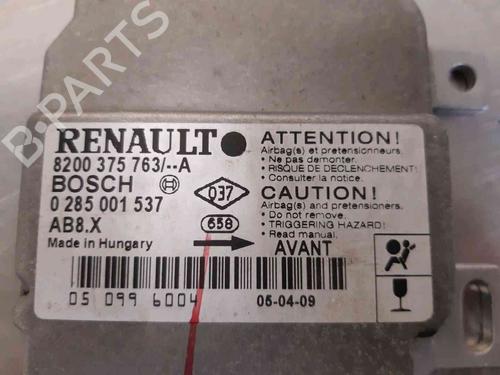 B-PARTS
RENAULT
8200 375 763/--A
BOSCH
0 285 001 537
AB8.X
Made in Hungary
D37
658
AVANT
ATTENTION!
Airbag(s) et pretensionneurs.
• Ne pas demonter.
• RISQUE DE DECLENCHEMENT!
• Consulter la notice.
CAUTION!
Airbag(s) and pretensioners.
• Do not remove.
• TRIGGERING HAZARD!
• Read manual.
05 099 6004
05-04-09